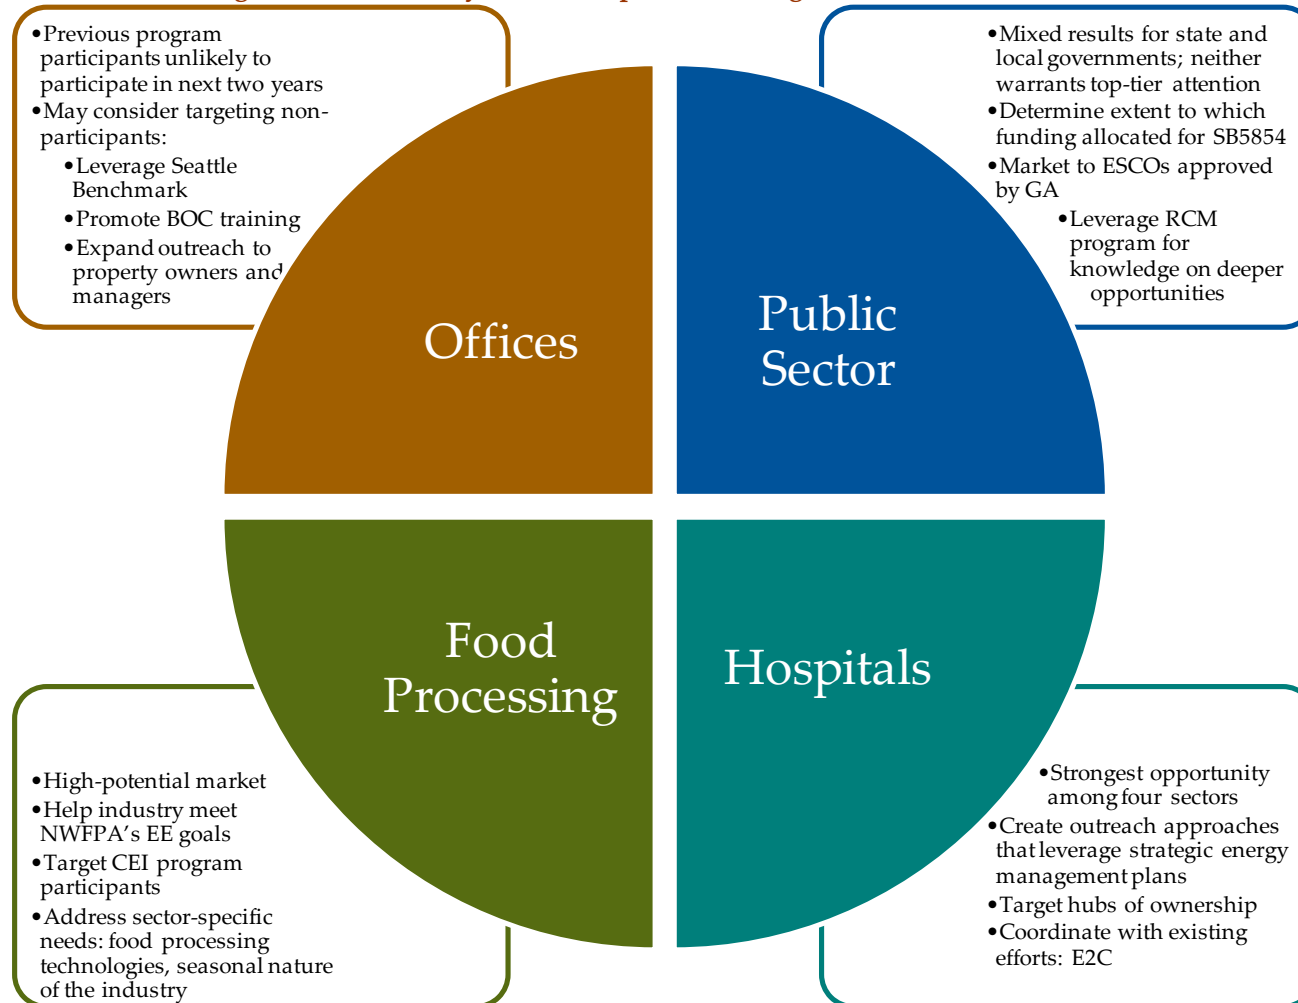 •Previous program
participants unlikely to
participate in next two years
•May consider targeting non-
participants:
•Leverage Seattle
Benchmark
•Promote BOC training
•Expand outreach to
property owners and
managers
•Mixed results for state and
local governments; neither
warrants top-tier attention
•Determine extent to which
funding allocated for SB5854
•Market to ESCOs approved
by GA
•Leverage RCM
program for
knowledge on deeper
opportunities
Offices
Public
Sector
Food
Processing
Hospitals
•High-potential market
•Help industry meet
NWFPA's EE goals
•Target CEI program
participants
•Address sector-specific
needs: food processing
technologies, seasonal nature
of the industry
•Strongest opportunity
among four sectors
•Create outreach approaches
that leverage strategic energy
management plans
•Target hubs of ownership
•Coordinate with existing
efforts: E2C